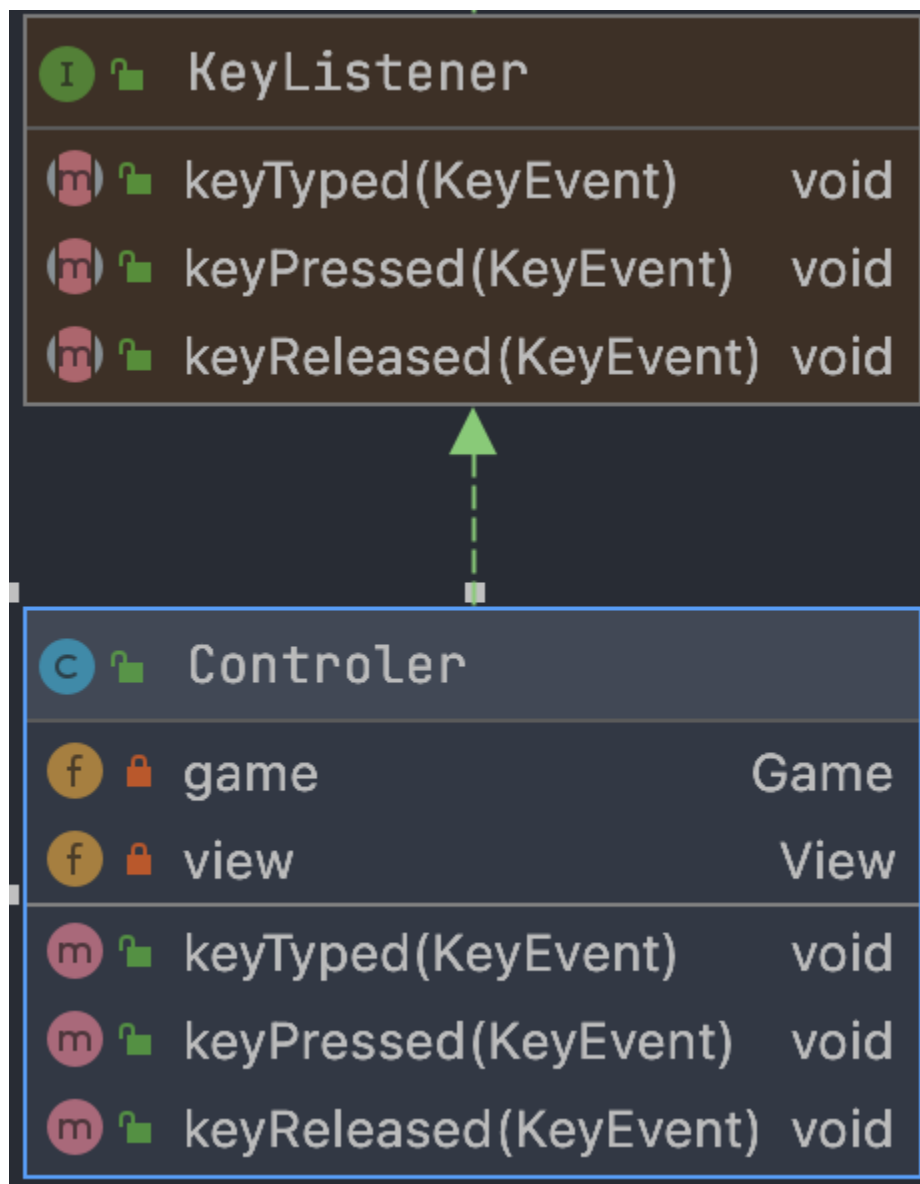 I KeyListener
m keyTyped(KeyEvent) void
m keyPressed(KeyEvent) void
m keyReleased(KeyEvent) void
C Controler
f game Game
f view View
m keyTyped(KeyEvent) void
m keyPressed(KeyEvent) void
m keyReleased(KeyEvent) void